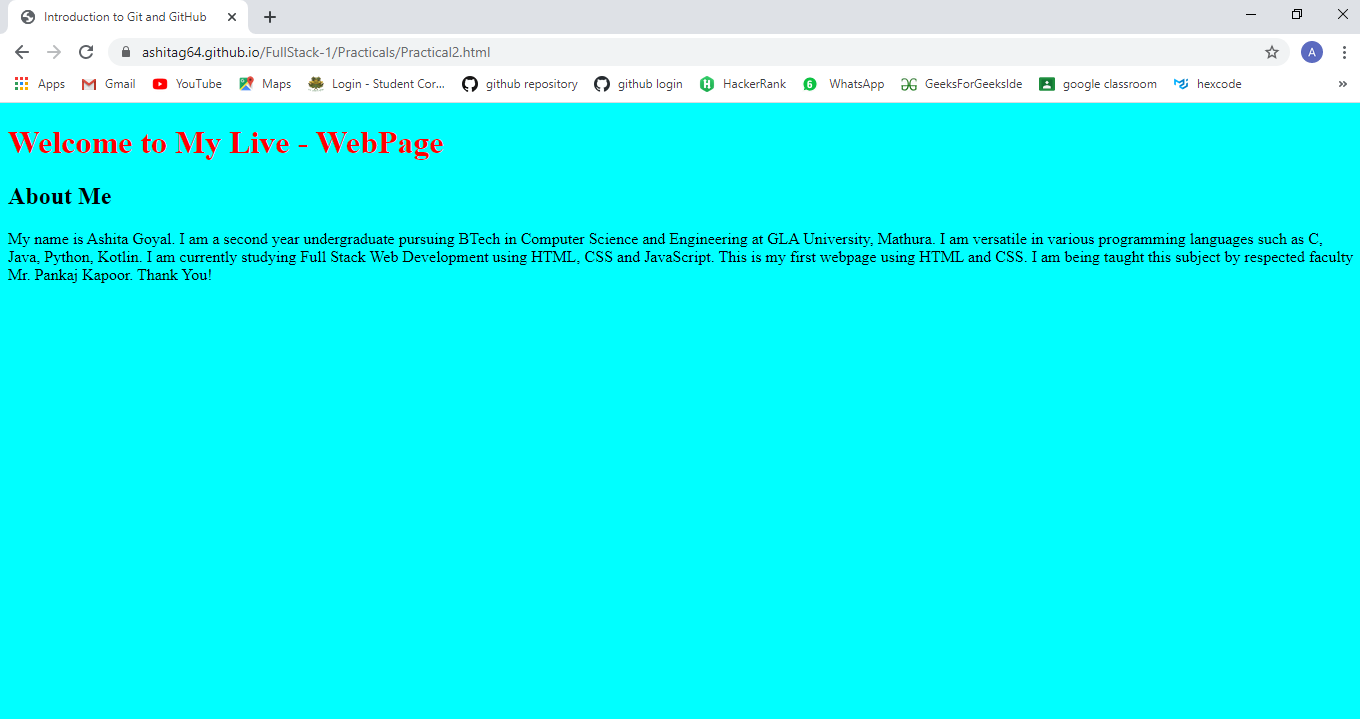 Introduction to Git and GitHub
ashitag64.github.io/FullStack-1/Practicals/Practical2.html
A
Apps Gmail YouTube Maps Login - Student Cor... github repository github login HackerRank 6 WhatsApp GeeksForGeeksIde google classroom hexcode »
Welcome to My Live - WebPage
About Me
My name is Ashita Goyal. I am a second year undergraduate pursuing BTech in Computer Science and Engineering at GLA University, Mathura. I am versatile in various programming languages such as C,
Java, Python, Kotlin. I am currently studying Full Stack Web Development using HTML, CSS and JavaScript. This is my first webpage using HTML and CSS. I am being taught this subject by respected faculty
Mr. Pankaj Kapoor. Thank You!